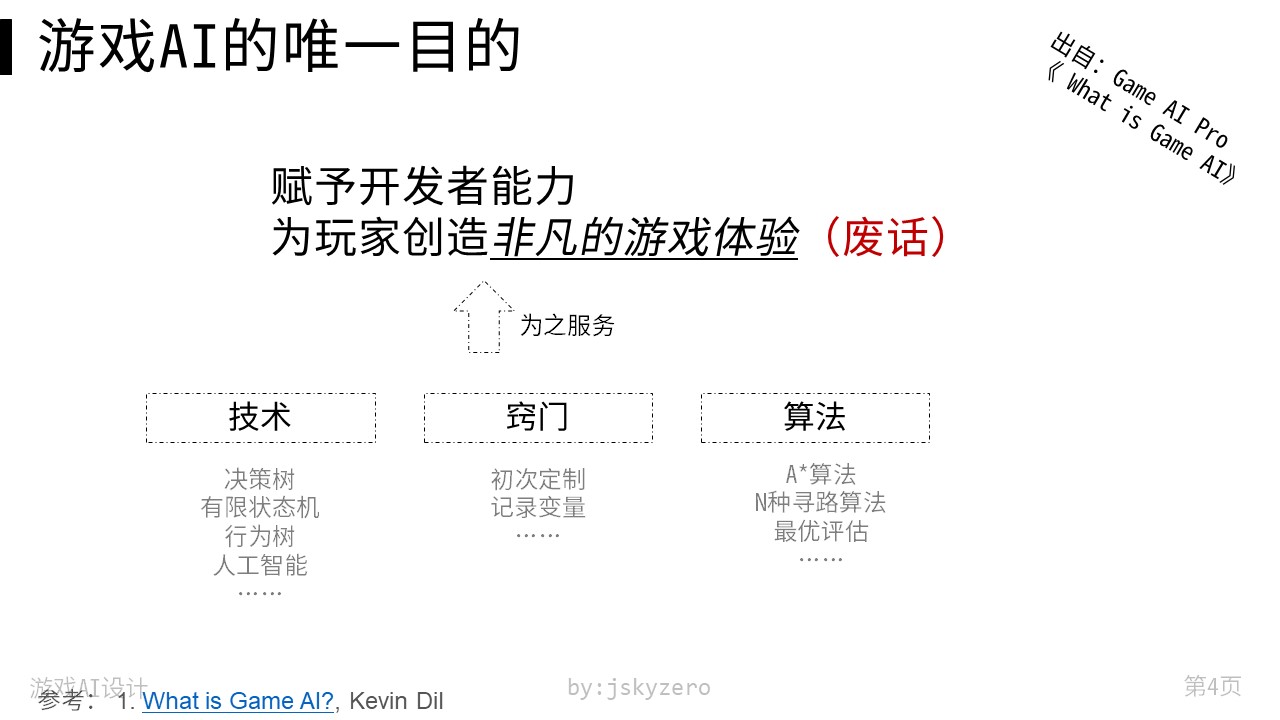 游戏AI的唯一目的
出自：Game AI Pro
《 What is Game AI》
赋予开发者能力
为玩家创造非凡的游戏体验（废话）
为之服务
技术
决策树
有限状态机
行为树
人工智能
……
窍门
初次定制
记录变量
……
算法
A*算法
N种寻路算法
最优评估
……
游戏AI设计
参考： 1. What is Game AI?, Kevin Dil
by:jskyzero
第4页